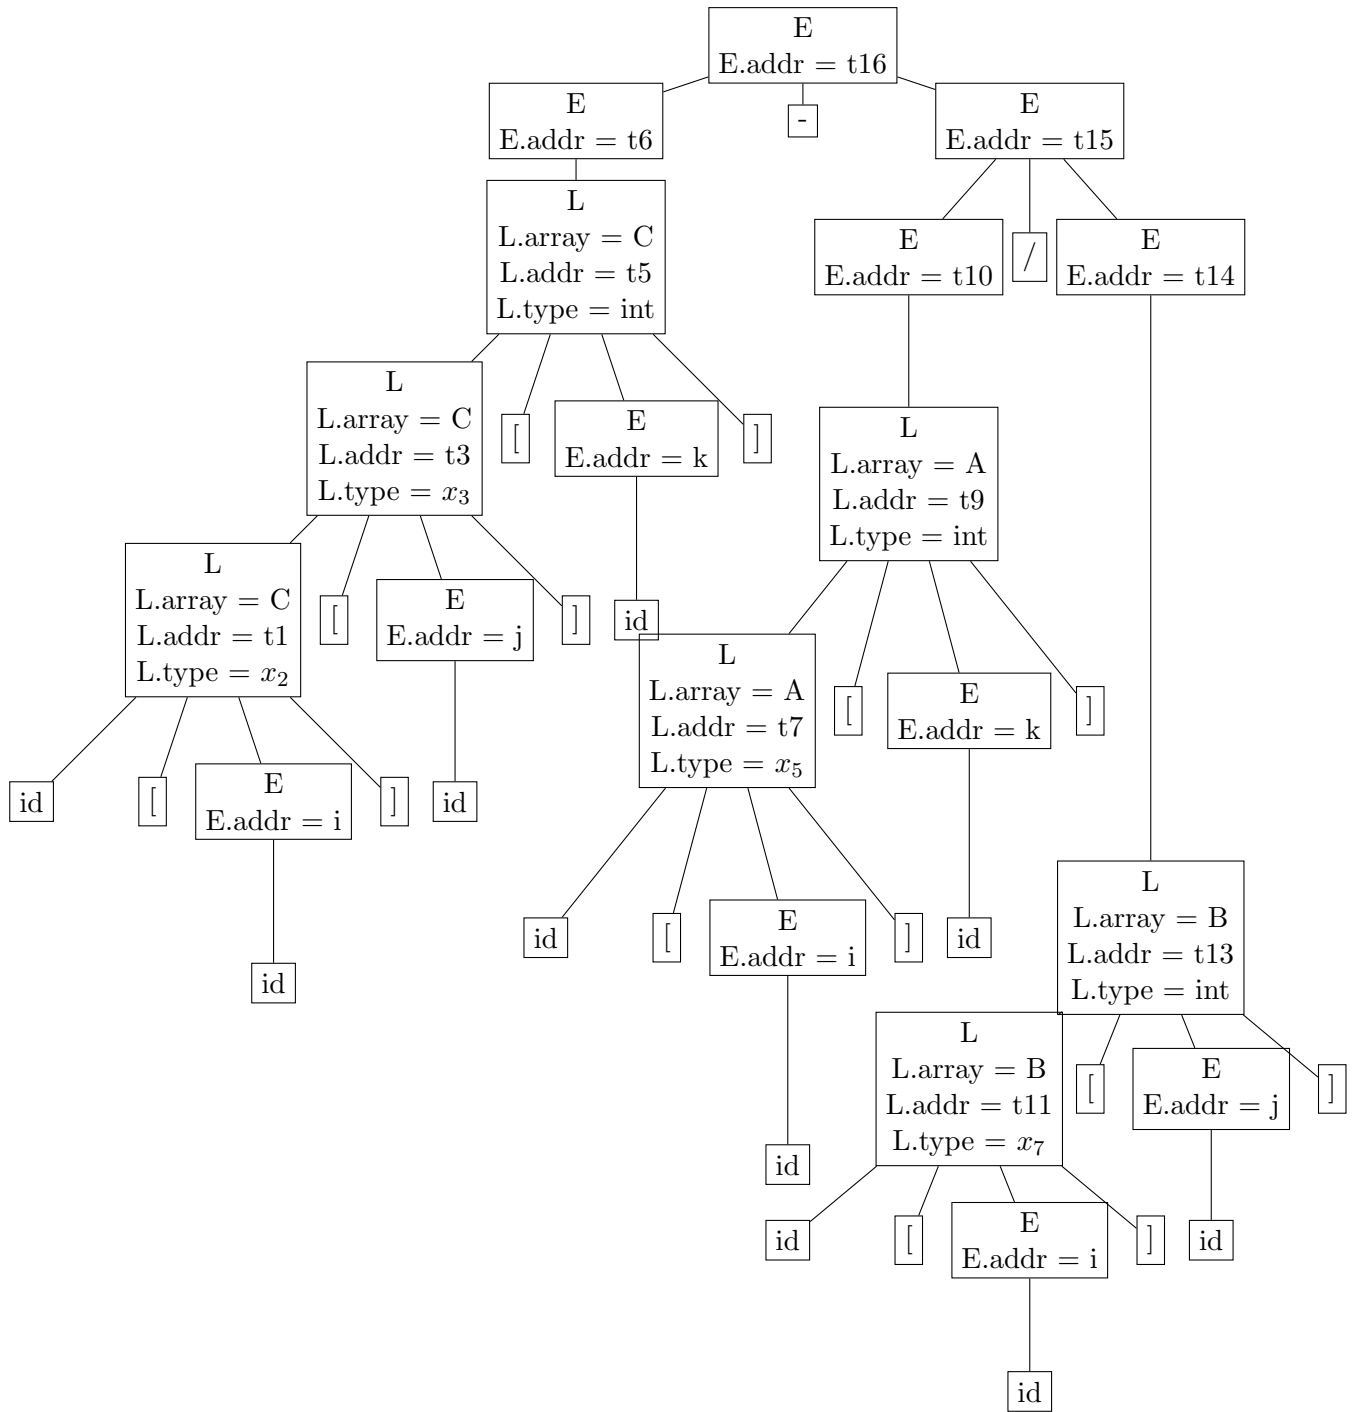 E
E.addr = t16
E
E.addr = t6
-
E
E.addr = t15
L
L.array = C
L.addr = t5
L.type = int
E
E.addr = t10
/
E
E.addr = t14
L
L.array = C
L.addr = t3
L.type = x₃
[
E
E.addr = k
]
L
L.array = A
L.addr = t9
L.type = int
L
L.array = C
L.addr = t1
L.type = x₂
[
E
E.addr = j
]
id
L
L.array = A
L.addr = t7
L.type = x₅
[
E
E.addr = k
]
id
[
E
E.addr = i
]
id
L
L.array = B
L.addr = t13
L.type = int
id
[
E
E.addr = i
]
id
id
L
L.array = B
L.addr = t11
L.type = x₇
[
E
E.addr = j
]
id
id
[
E
E.addr = i
]
id
id